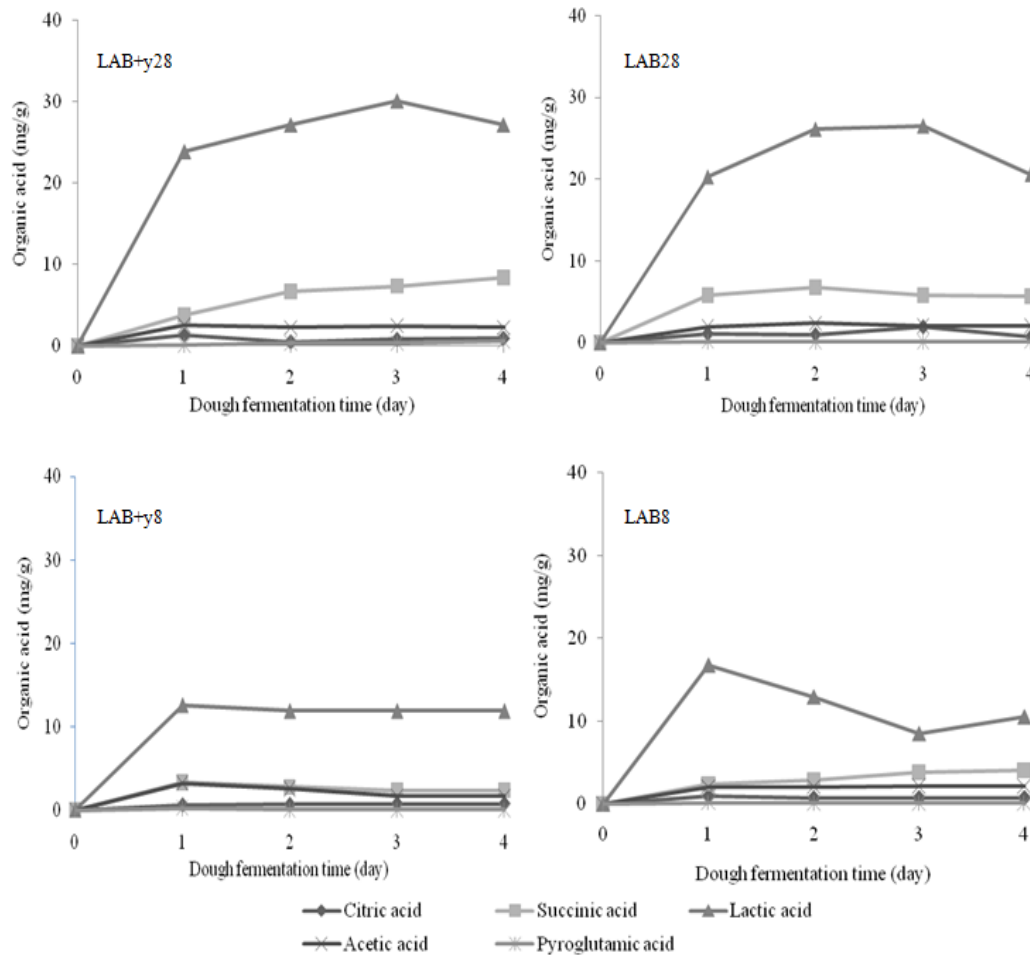 LAB+y28
Organic acid (mg/g)
40
30
20
10
0
0 1 2 3 4
Dough fermentation time (day)
LAB28
Organic acid (mg/g)
40
30
20
10
0
0 1 2 3 4
Dough fermentation time (day)
LAB+y8
Organic acid (mg/g)
40
30
20
10
0
0 1 2 3 4
Dough fermentation time (day)
LAB8
Organic acid (mg/g)
40
30
20
10
0
0 1 2 3 4
Dough fermentation time (day)
Citric acid Succinic acid Lactic acid
Acetic acid Pyroglutamic acid